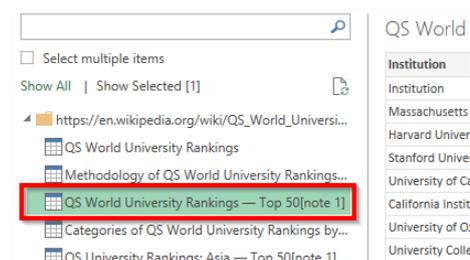 Select multiple items
Show All | Show Selected [1]
https://en.wikipedia.org/wiki/QS_World_Universi...
QS World University Rankings
Methodology of QS World University Rankings...
QS World University Rankings — Top 50[note 1]
Categories of QS World University Rankings by...
QS University Rankings: Asia — Top 50[note 1]
QS World
Institution
Institution
Massachusetts
Harvard Univer
Stanford Univer
University of Ca
California Instit
University of O
University Colle